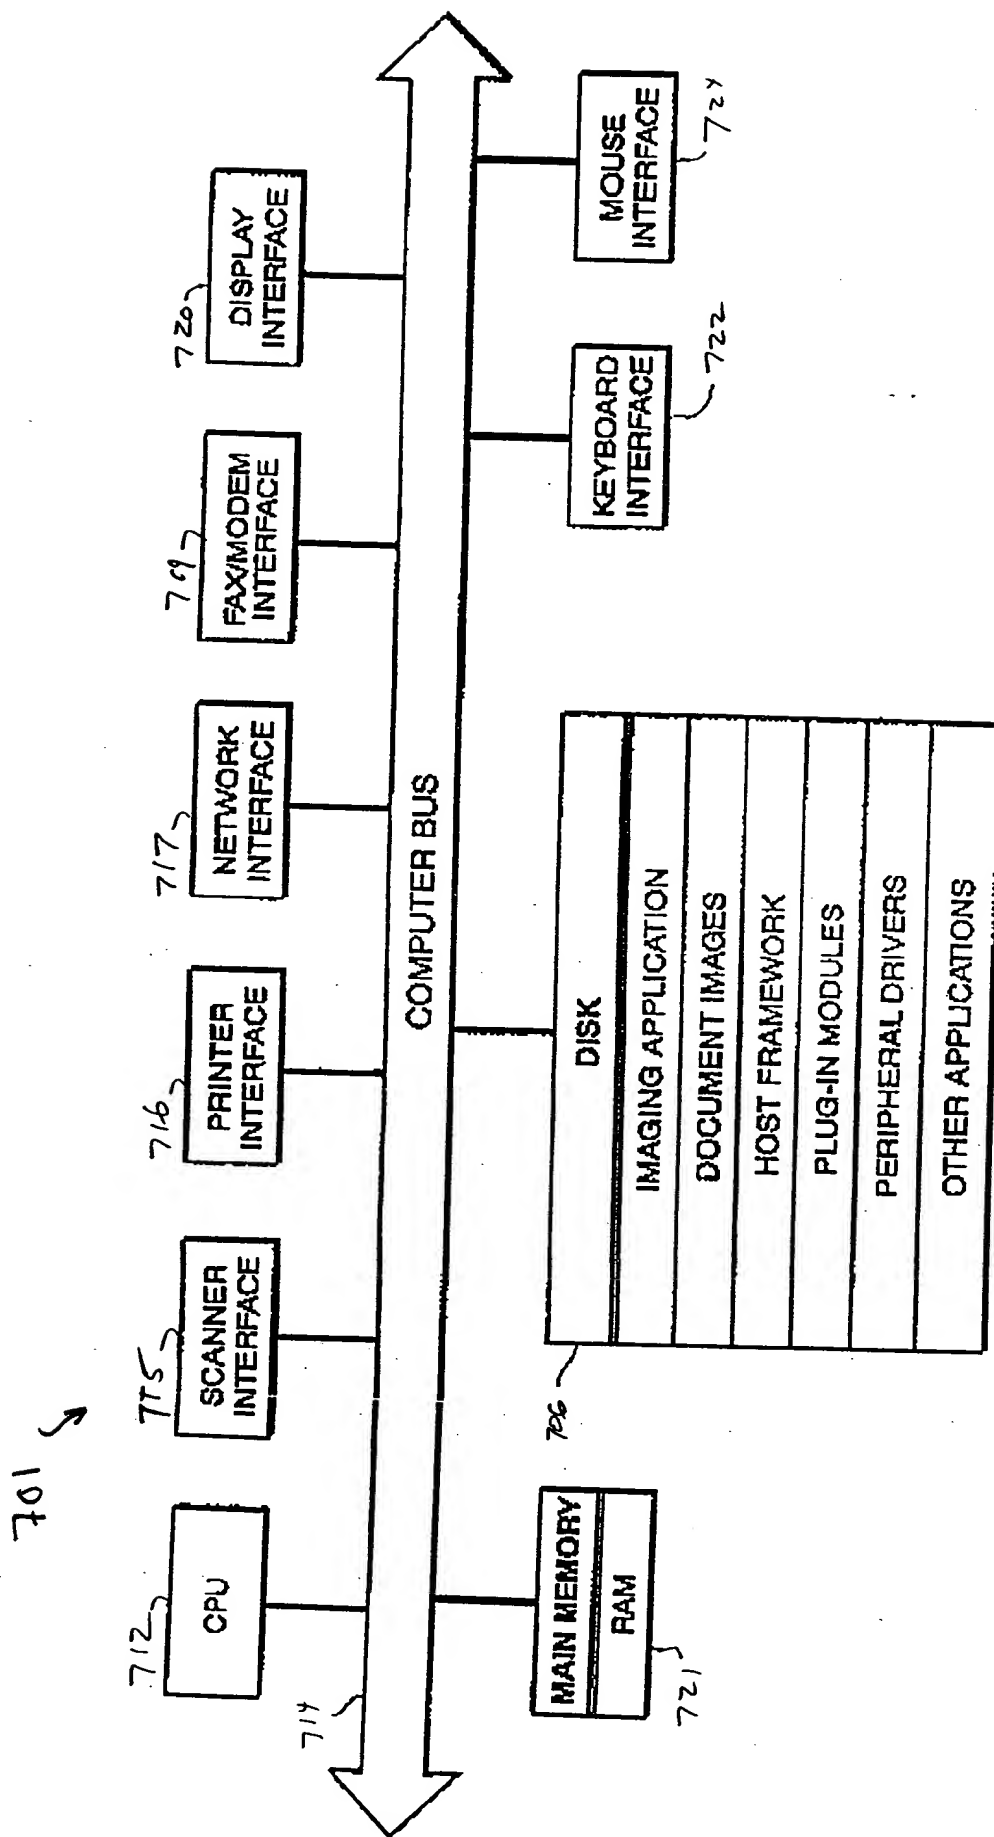 701
712
CPU
715
SCANNER
INTERFACE
716
PRINTER
INTERFACE
717
NETWORK
INTERFACE
709
FAX/MODEM
INTERFACE
720
DISPLAY
INTERFACE
714
COMPUTER BUS
MAIN MEMORY
RAM
721
706
DISK
IMAGING APPLICATION
DOCUMENT IMAGES
HOST FRAMEWORK
PLUG-IN MODULES
PERIPHERAL DRIVERS
OTHER APPLICATIONS
KEYBOARD
INTERFACE
722
MOUSE
INTERFACE
724